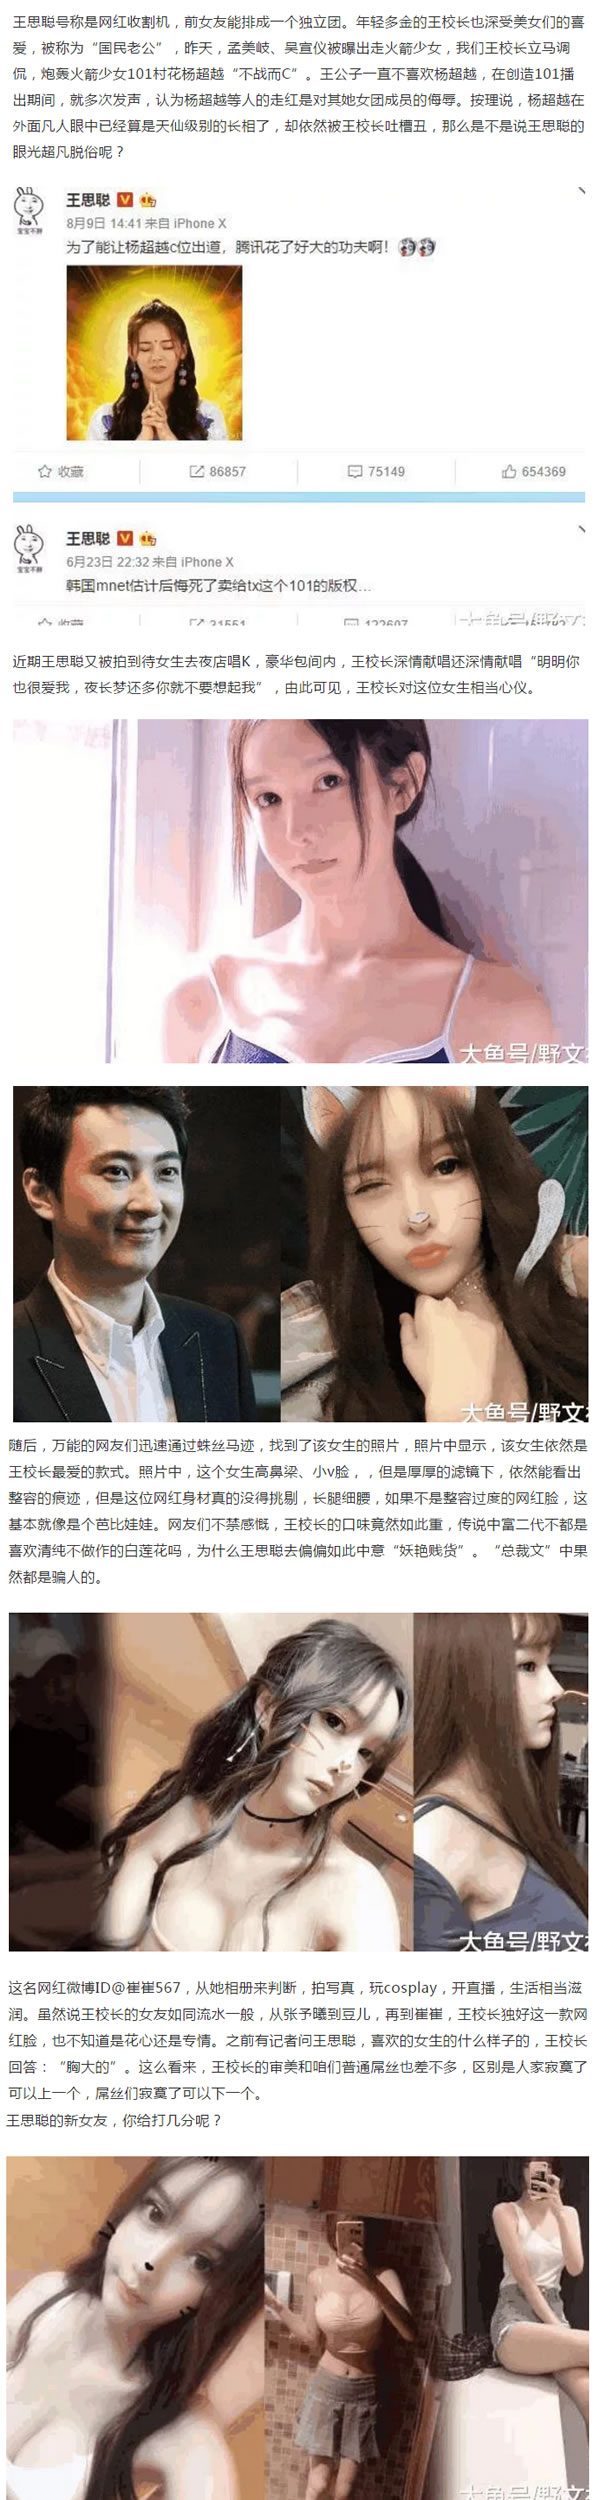 王思聪号称是网红收割机，前女友能排成一个独立团。年轻多金的王校长也深受美女们的喜
爱，被称为“国民老公”，昨天，孟美岐、吴宣仪被曝出走火箭少女，我们王校长立马调
侃，炮轰火箭少女101村花杨超越“不战而C”。王公子一直不喜欢杨超越，在创造101播
出期间，就多次发声，认为杨超越等人的走红是对其她女团成员的侮辱。按理说，杨超越在
外面凡人眼中已经算是天仙级别的长相了，却依然被王校长吐槽丑，那么是不是说王思聪的
眼光超凡脱俗呢？
王思聪
8月9日 14:41 来自 iPhone X
为了能让杨超越c位出道，腾讯花了好大的功夫啊！
宝宝不醉
收藏
86857
75149
654369
王思聪
6月23日 22:32 来自 iPhone X
韩国mnet估计后悔死了卖给tx这个101的版权...
收藏
31551
122607
大鱼号/野文
近期王思聪又被拍到待女生去夜店唱K，豪华包间内，王校长深情献唱还深情献唱“明明你
也很爱我，夜长梦还多你就不要想起我”，由此可见，王校长对这位女生相当心仪。
大鱼号/野文
大鱼号/野文
随后，万能的网友们迅速通过蛛丝马迹，找到了该女生的照片，照片中显示，该女生依然是
王校长最爱的款式。照片中，这个女生高鼻梁、小v脸，，但是厚厚的滤镜下，依然能看出
整容的痕迹，但是这位网红身材真的没得挑剔，长腿细腰，如果不是整容过度的网红脸，这
基本就像是个芭比娃娃。网友们不禁感慨，王校长的口味竟然如此重，传说中富二代不都是
喜欢清纯不做作的白莲花吗，为什么王思聪去偏偏如此中意“妖艳贱货”。“总裁文”中果
然都是骗人的。
大鱼号/野文
这名网红微博ID@崔崔567，从她相册来判断，拍写真，玩cosplay，开直播，生活相当滋
润。虽然说王校长的女友如同流水一般，从张予曦到豆儿，再到崔崔，王校长独好这一款网
红脸，也不知道是花心还是专情。之前有记者问王思聪，喜欢的女生的什么样子的，王校长
回答：“胸大的”。这么看来，王校长的审美和咱们普通屌丝也差不多，区别是人家寂寞了
可以上一个，屌丝们寂寞了可以下一个。
王思聪的新女友，你给打几分呢？
大鱼号/野文